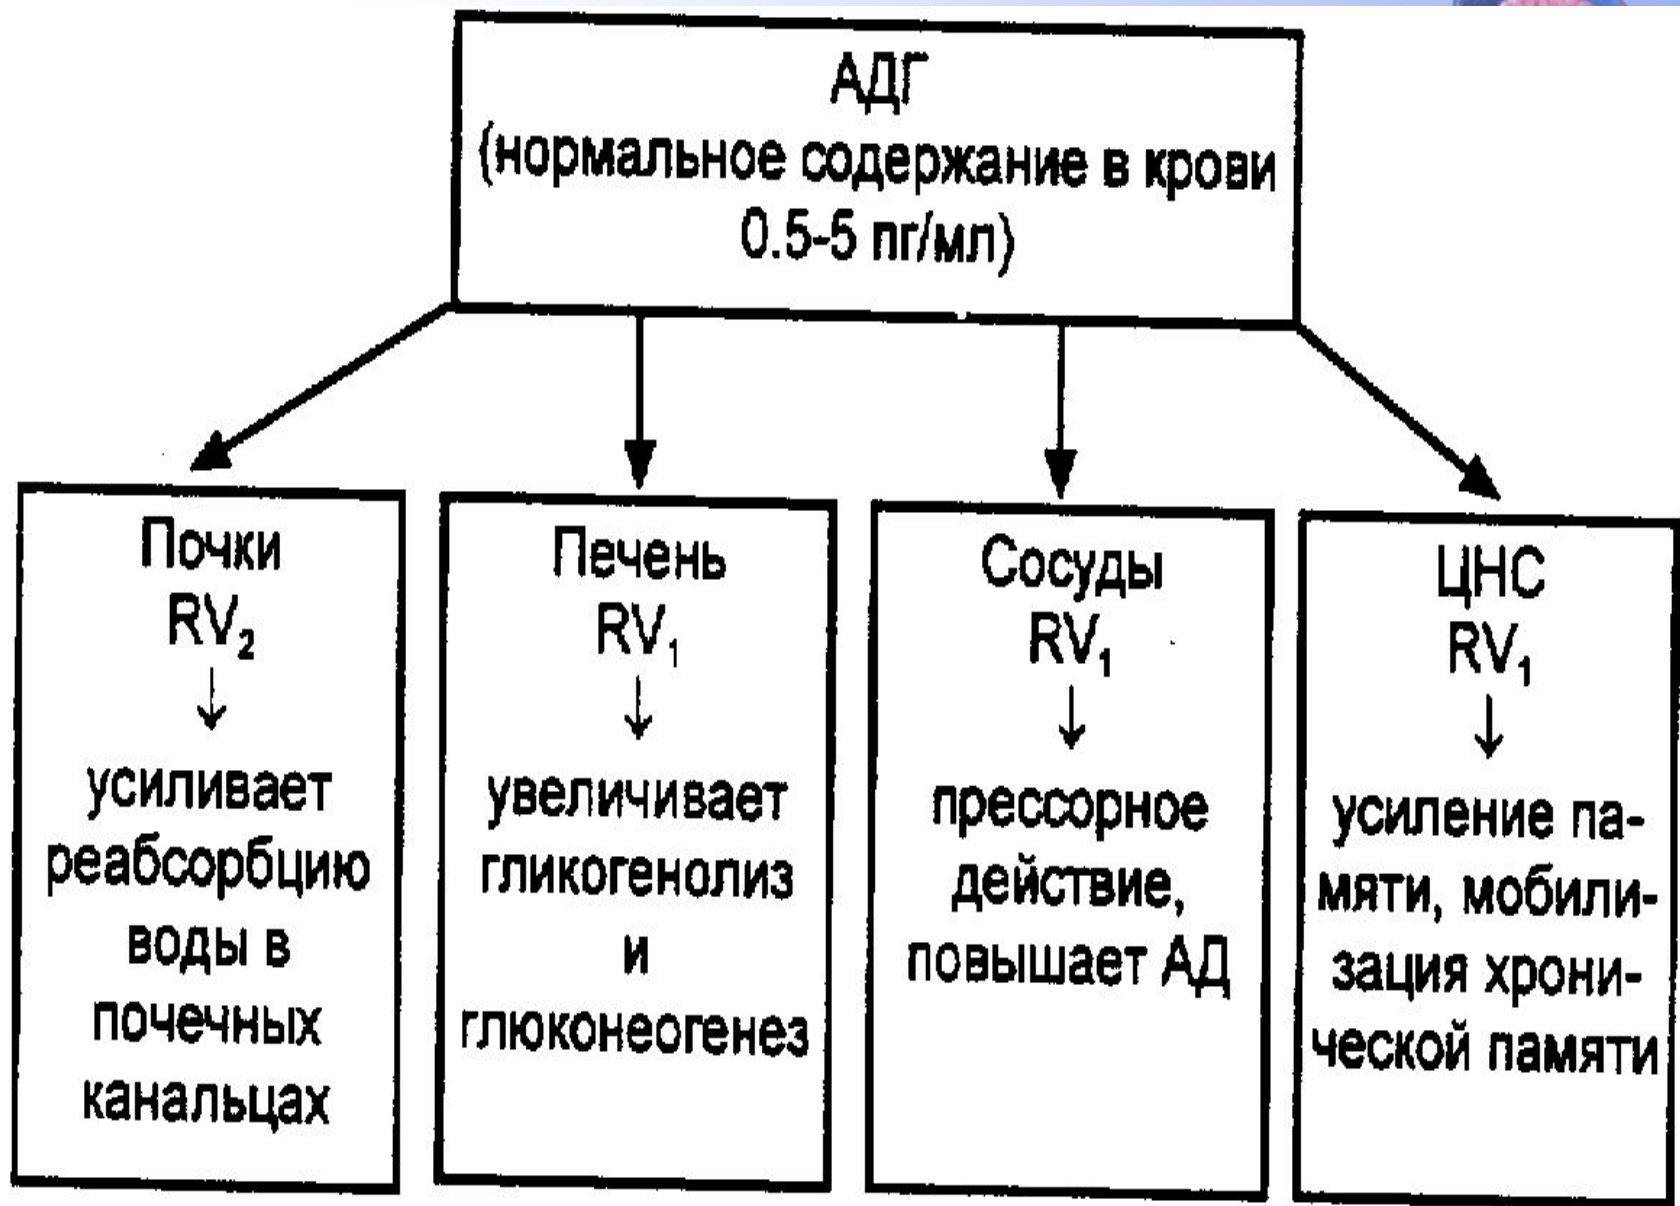 АДГ
(нормальное содержание в крови
0.5-5 пг/мл)
Почки
RV₂
↓
усиливает
реабсорбцию
воды в
почечных
канальцах
Печень
RV₁
↓
увеличивает
гликогенолиз
и
глюконеогенез
Сосуды
RV₁
↓
прессорное
действие,
повышает АД
ЦНС
RV₁
↓
усиление па-
мяти, мобили-
зация хрони-
ческой памяти